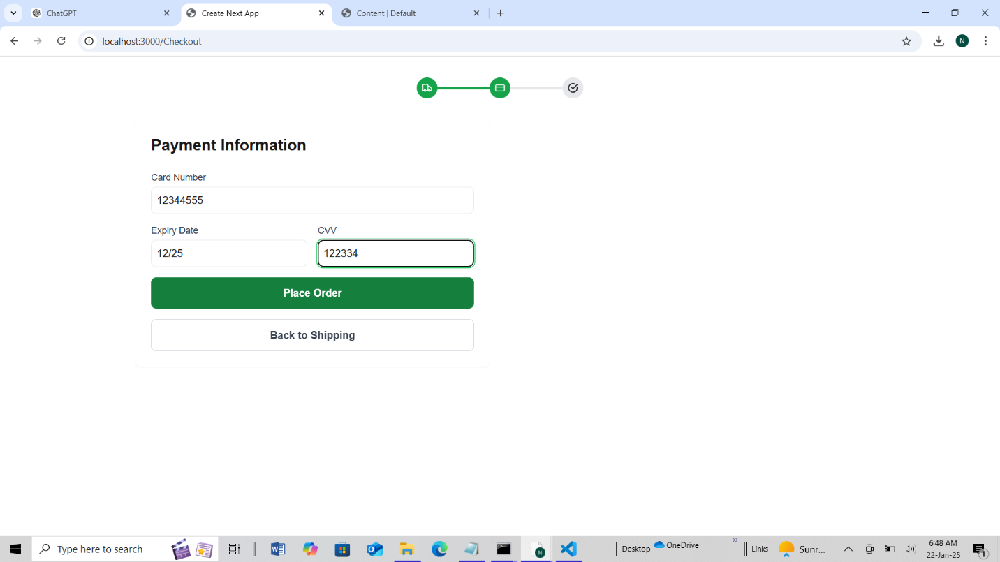 ChatGPT
Create Next App
Content | Default
localhost:3000/Checkout
N
Payment Information
Card Number
12344555
Expiry Date
CVV
12/25
122334
Place Order
Back to Shipping
Type here to search
N
Desktop
OneDrive
»
Links
Sunr...
6:48 AM
22-Jan-25
1